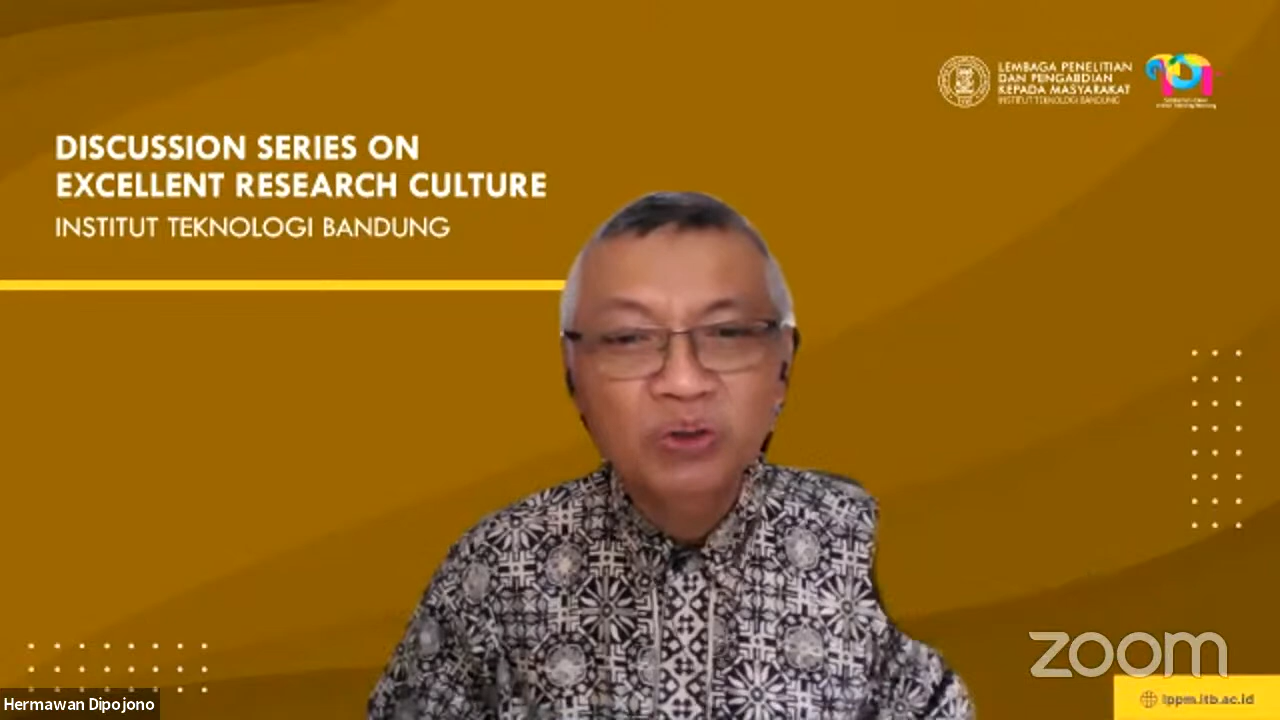 LEMBAGA PENELITIAN
DAN PENGABDIAN
KEPADA MASYARAKAT
INSTITUT TEKNOLOGI BANDUNG
DISCUSSION SERIES ON
EXCELLENT RESEARCH CULTURE
INSTITUT TEKNOLOGI BANDUNG
zoom
lppm.itb.ac.id
Hermawan Dipojono